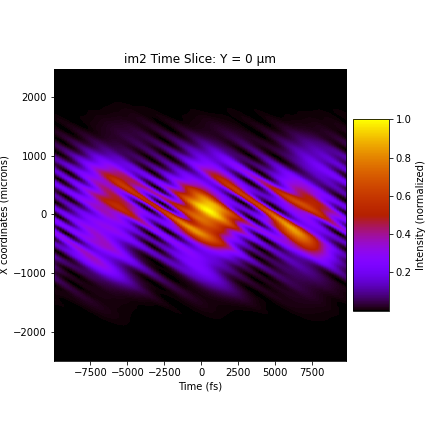 im2 Time Slice: Y = 0 μm
X coordinates (microns)
2000
1000
0
−1000
−2000
−7500 −5000 −2500 0 2500 5000 7500
Time (fs)
1.0
0.8
0.6
0.4
0.2
Intensity (normalized)